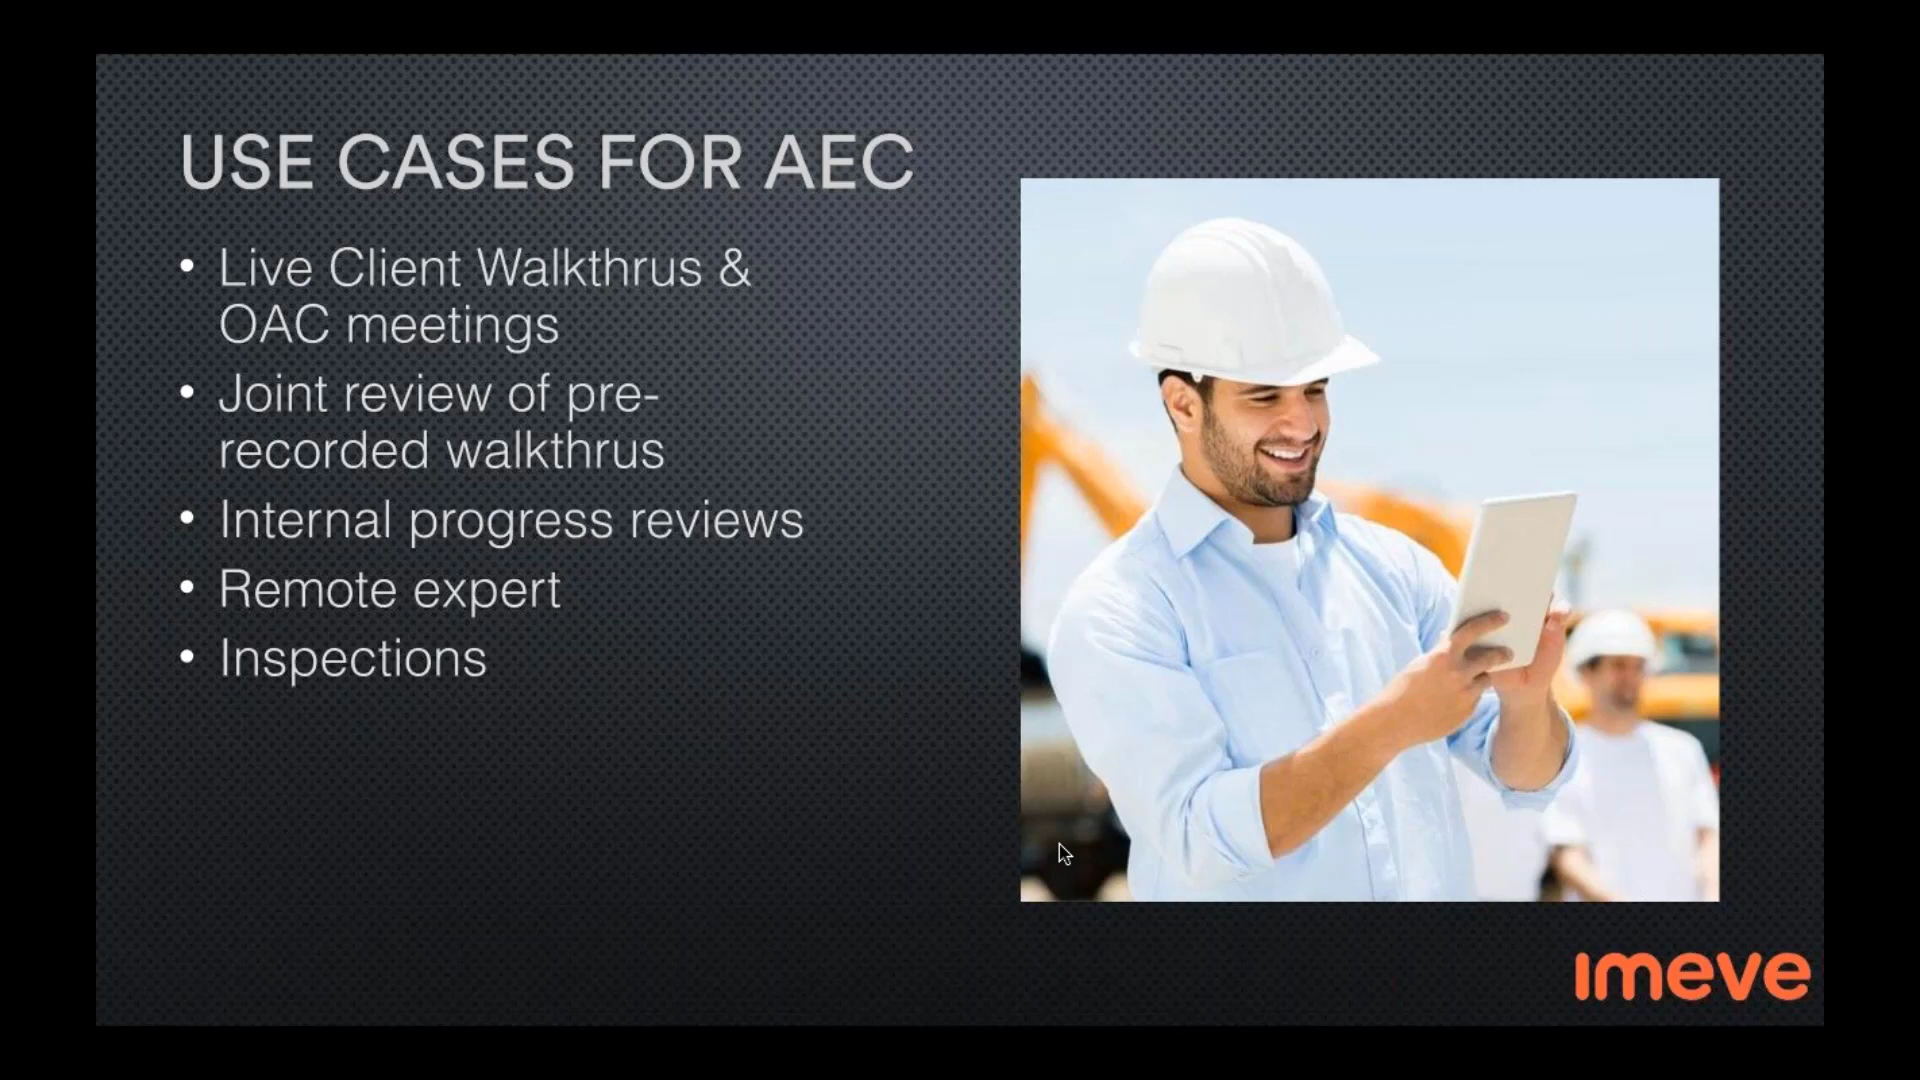 USE CASES FOR AEC
• Live Client Walkthrus &
OAC meetings
• Joint review of pre-
recorded walkthrus
• Internal progress reviews
• Remote expert
• Inspections
imeve